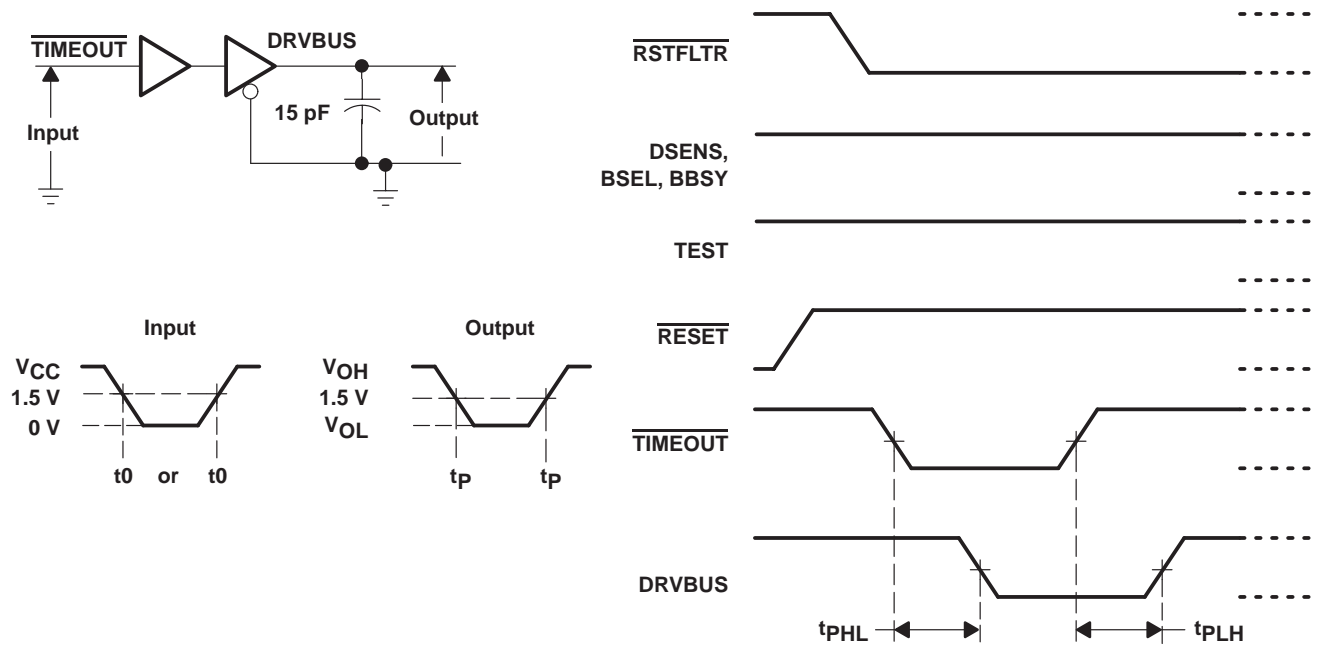 TIMEOUT
DRVBUS
15 pF
Input
Output
Input
VCC
1.5 V
0 V
t0 or t0
Output
VOH
1.5 V
VOL
tP
tP
RSTFLTR
DSENS,
BSEL, BBSY
TEST
RESET
TIMEOUT
DRVBUS
tPHL
tPLH